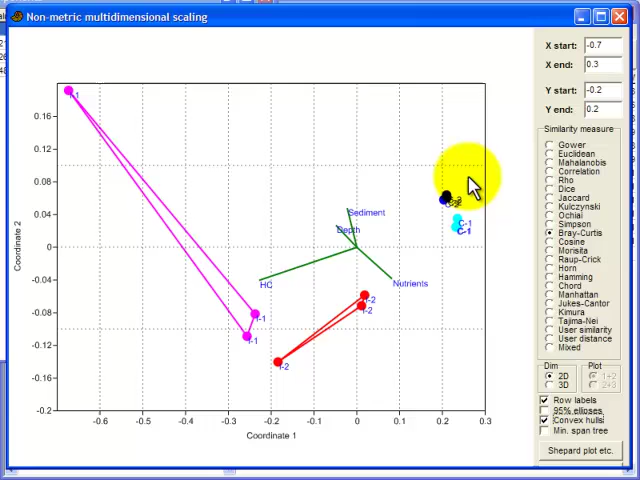 Non-metric multidimensional scaling
X start: -0.7
X end: 0.3
Y start: -0.2
Y end: 0.2
Similarity measure
Gower
Euclidean
Mahalanobis
Correlation
Rho
Dice
Jaccard
Kulczynski
Ochiai
Simpson
Bray-Curtis
Cosine
Morisita
Raup-Crick
Horn
Hamming
Chord
Manhattan
Jukes-Cantor
Kimura
Tajima-Nei
User similarity
User distance
Mixed
Dim
2D
3D
Plot
1+2
2+3
Row labels
95% ellipses
Convex hulls
Min. span tree
Shepard plot etc.
0.16
0.12
0.08
0.04
0
-0.04
-0.08
-0.12
-0.16
-0.2
Coordinate 2
-0.6 -0.5 -0.4 -0.3 -0.2 -0.1 0 0.1 0.2 0.3
Coordinate 1
Sediment
Depth
HC
Nutrients
C-1
C-1
I-2
I-2
I-2